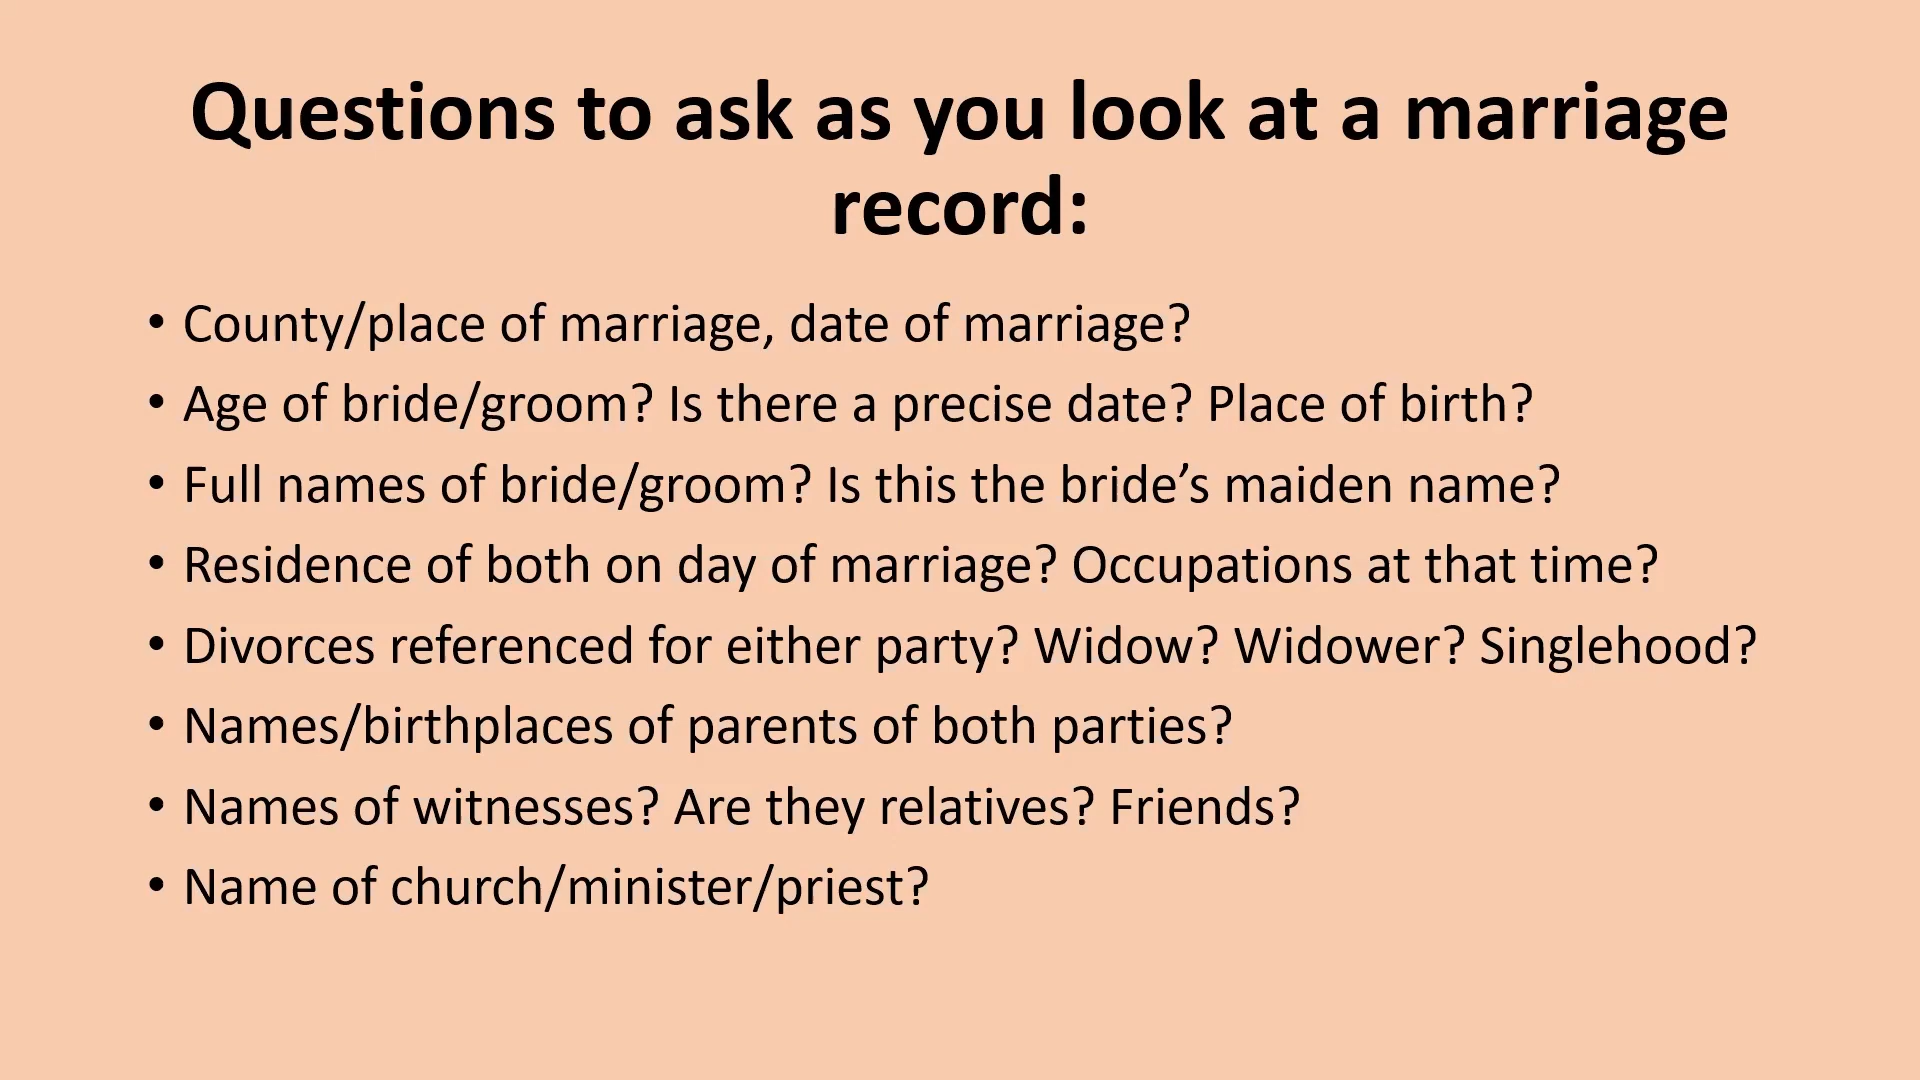 Questions to ask as you look at a marriage
record:
• County/place of marriage, date of marriage?
• Age of bride/groom? Is there a precise date? Place of birth?
• Full names of bride/groom? Is this the bride’s maiden name?
• Residence of both on day of marriage? Occupations at that time?
• Divorces referenced for either party? Widow? Widower? Singlehood?
• Names/birthplaces of parents of both parties?
• Names of witnesses? Are they relatives? Friends?
• Name of church/minister/priest?